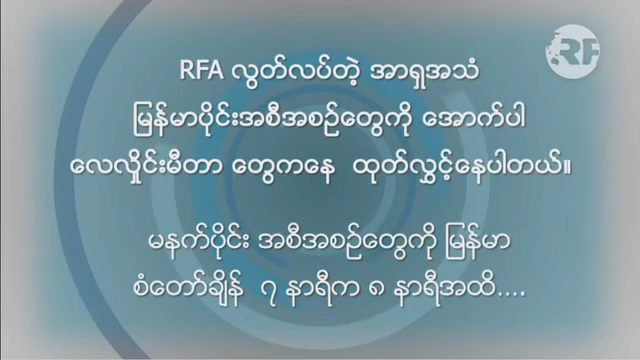 RFA
RFA လွတ်လပ်တဲ့ အာရှအသံ
မြန်မာပိုင်းအစီအစဉ်တွေကို အောက်ပါ
လေလှိုင်းမီတာ တွေကနေ ထုတ်လွှင့်နေပါတယ်။
မနက်ပိုင်း အစီအစဉ်တွေကို မြန်မာ
စံတော်ချိန် ၇ နာရီက ၈ နာရီအထိ....